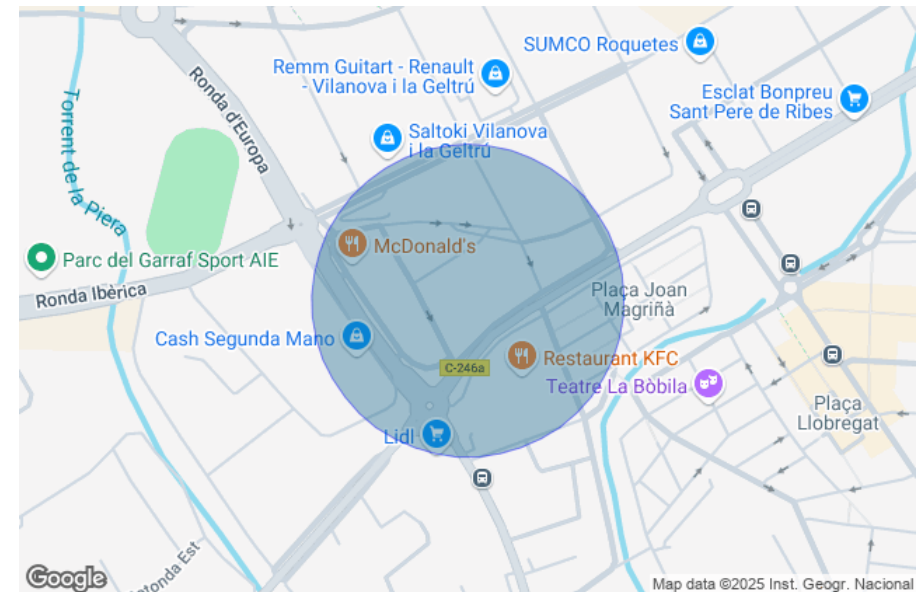 SUMCO Roquetes
Remm Guitart - Renault
- Vilanova i la Geltrú
Esclat Bonpreu
Sant Pere de Ribes
Ronda d'Europa
Torrent de la Piera
Saltoki Vilanova
i la Geltrú
McDonald's
Parc del Garraf Sport AIE
Ronda Ibèrica
Plaça Joan
Magriñà
Cash Segunda Mano
Restaurant KFC
C-246a
Teatre La Bòbila
Plaça
Llobregat
Lidl
Est
Google
Map data ©2025 Inst. Geogr. Nacional